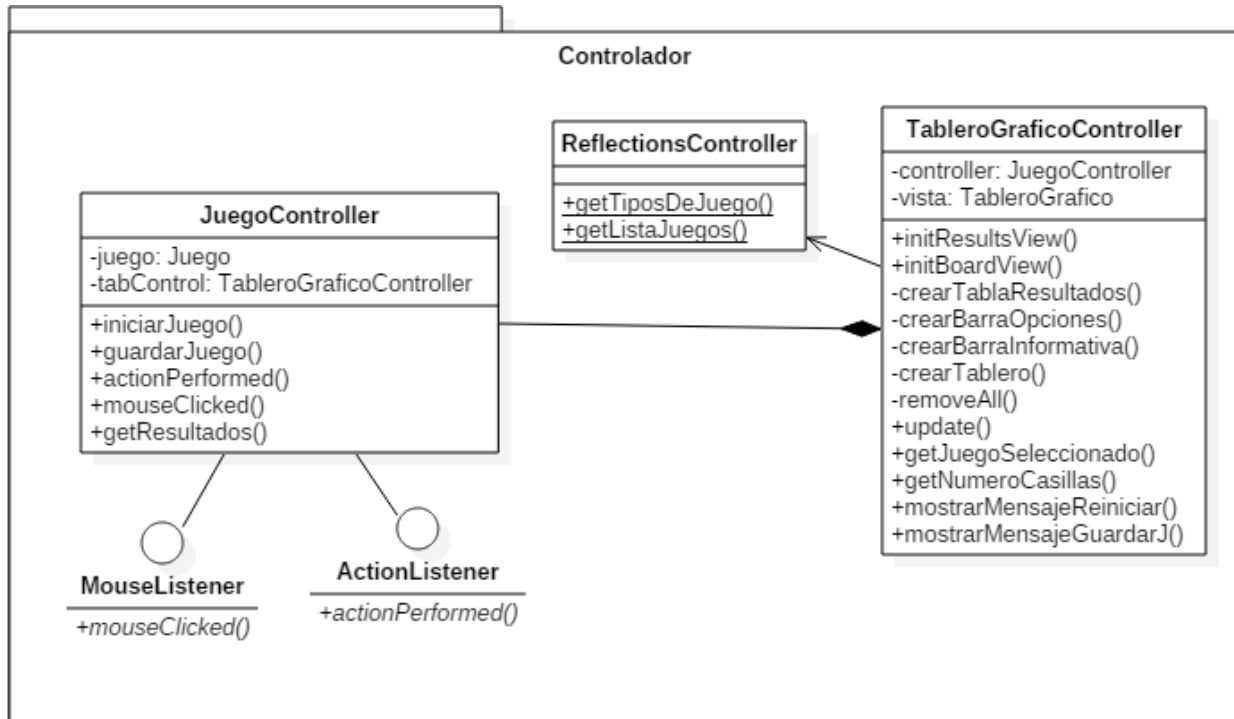 Controlador
ReflectionsController
+getTiposDeJuego()
+getListaJuegos()
TableroGraficoController
-controller: JuegoController
-vista: TableroGrafico
+initResultsView()
+initBoardView()
-crearTablaResultados()
-crearBarraOpciones()
-crearBarraInformativa()
-crearTablero()
-removeAll()
+update()
+getJuegoSeleccionado()
+getNumeroCasillas()
+mostrarMensajeReiniciar()
+mostrarMensajeGuardarJ()
JuegoController
-juego: Juego
-tabControl: TableroGraficoController
+iniciarJuego()
+guardarJuego()
+actionPerformed()
+mouseClicked()
+getResultados()
MouseListener
+mouseClicked()
ActionListener
+actionPerformed()